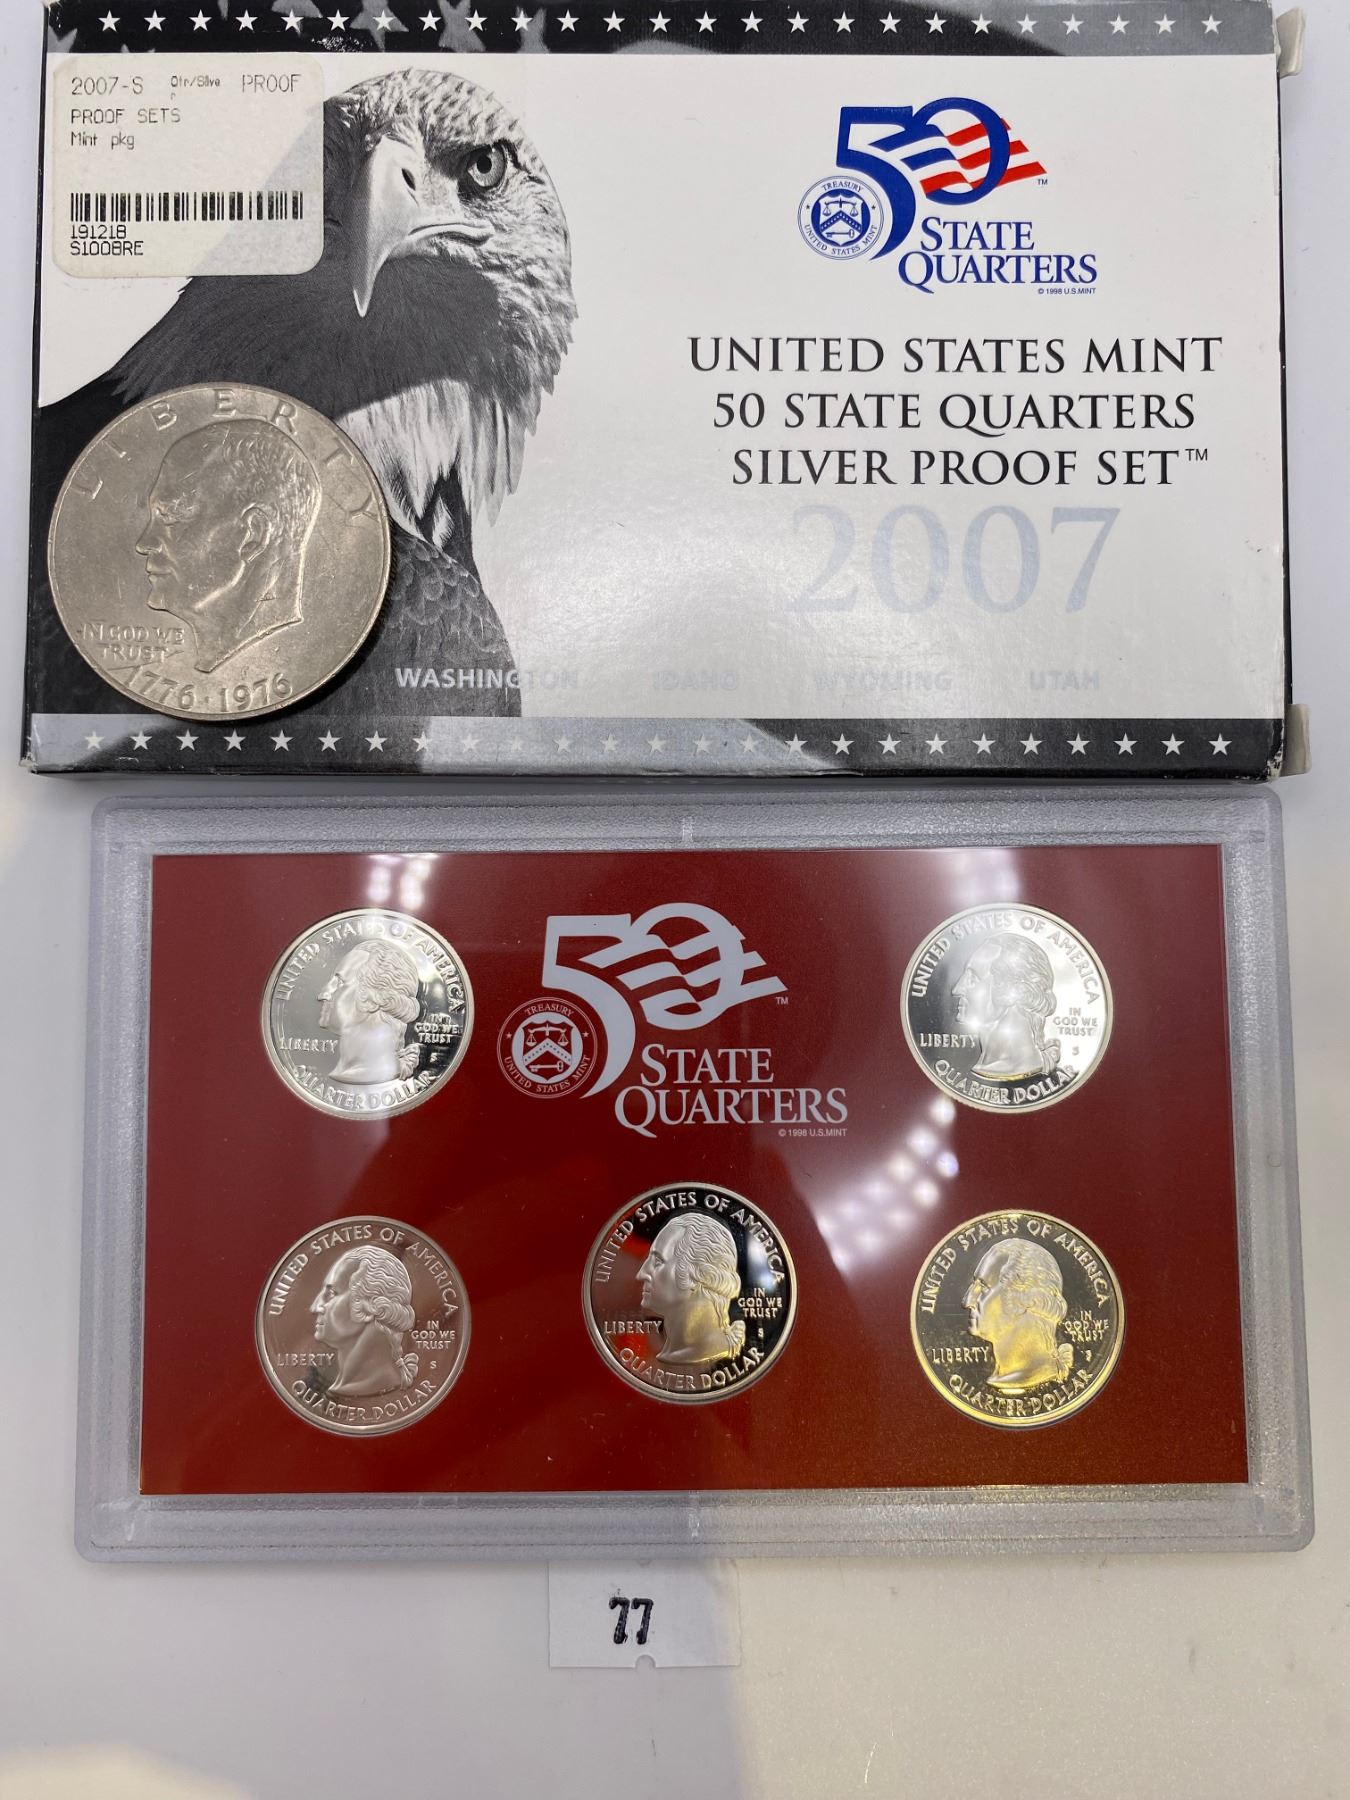 2007-S Qtr/Silve PROOF
r
PROOF SETS
Mint pkg
191218
S1008RE
50
TM
TREASURY
UNITED STATES MINT
STATE
QUARTERS
© 1998 U.S.MINT
UNITED STATES MINT
50 STATE QUARTERS
SILVER PROOF SET™
2007
WASHINGTON IDAHO WYOMING UTAH
LIBERTY
IN GOD WE
TRUST
1776·1976
50
TM
TREASURY
UNITED STATES MINT
STATE
QUARTERS
© 1998 U.S.MINT
UNITED STATES OF AMERICA
LIBERTY
IN
GOD WE
TRUST
S
QUARTER DOLLAR
UNITED STATES OF AMERICA
LIBERTY
IN
GOD WE
TRUST
S
QUARTER DOLLAR
UNITED STATES OF AMERICA
LIBERTY
IN
GOD WE
TRUST
S
QUARTER DOLLAR
UNITED STATES OF AMERICA
LIBERTY
IN
GOD WE
TRUST
S
QUARTER DOLLAR
UNITED STATES OF AMERICA
LIBERTY
IN
GOD WE
TRUST
S
QUARTER DOLLAR
77